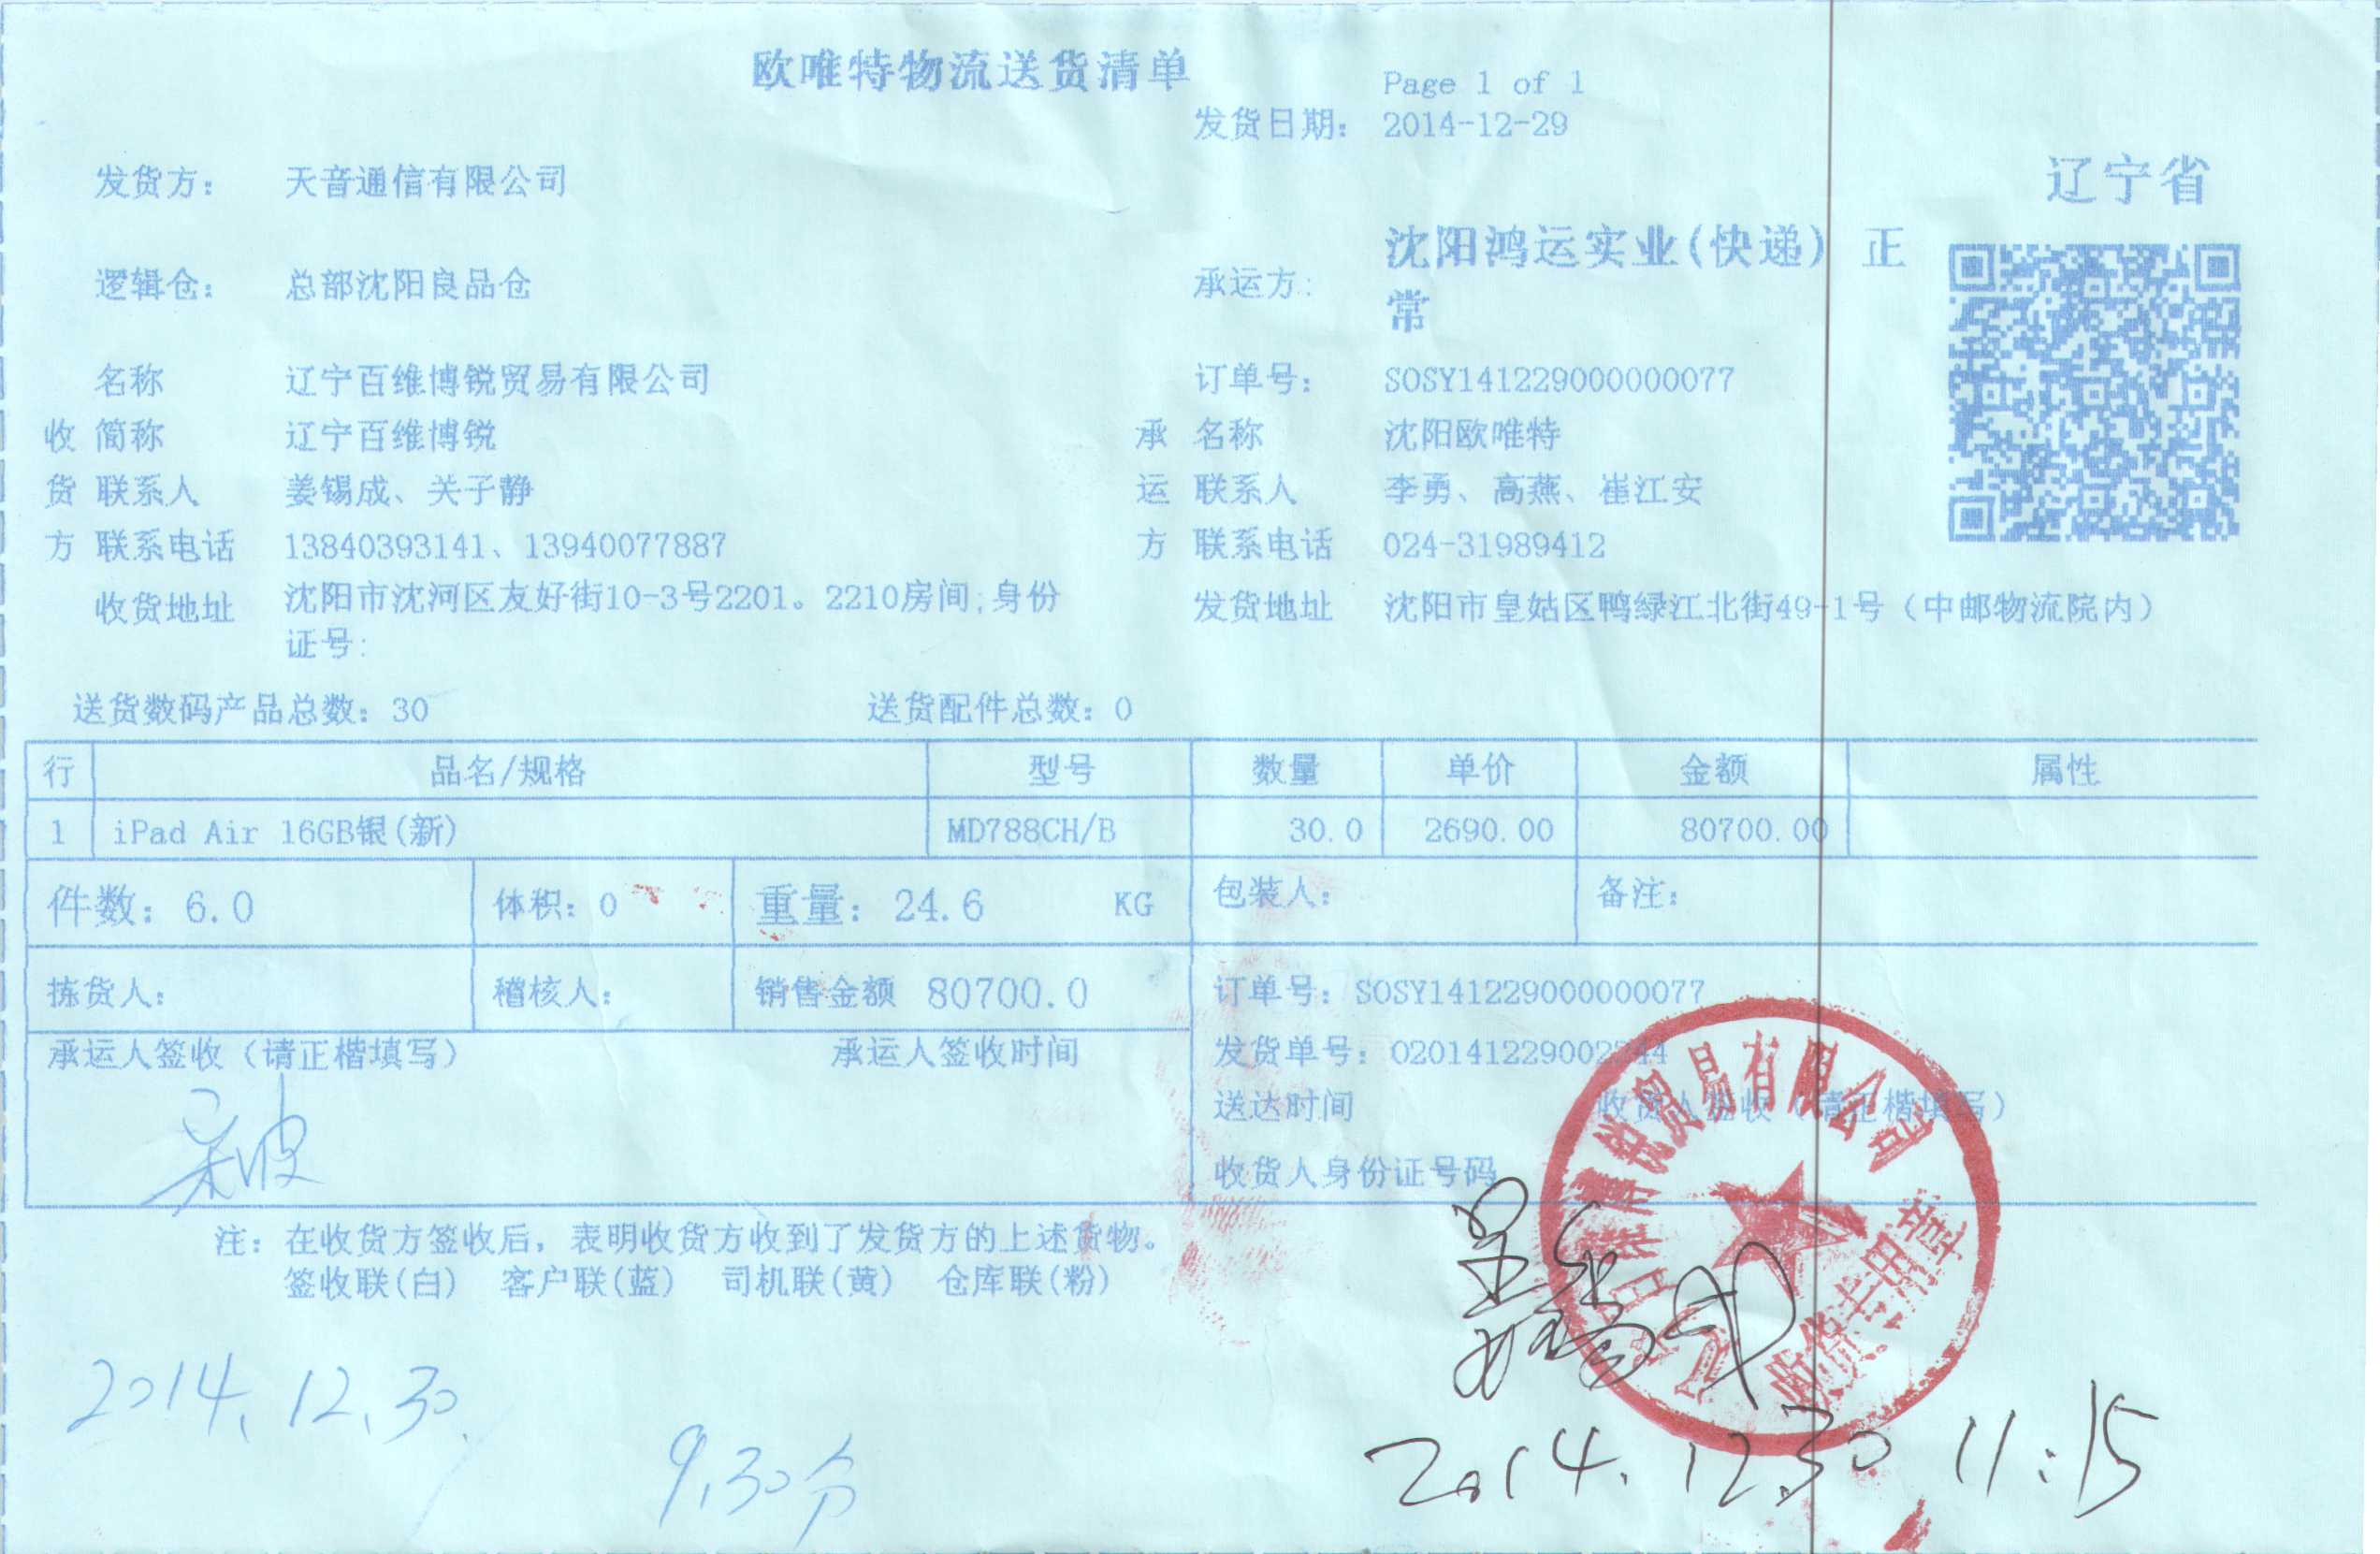 欧唯特物流送货清单
Page 1 of 1
发货日期: 2014-12-29
发货方: 天音通信有限公司
辽宁省
逻辑仓: 总部沈阳良品仓
承运方: 沈阳鸿运实业(快递) 正
常
名称 辽宁百维博锐贸易有限公司 订单号: SOSY141229000000077
收 简称 辽宁百维博锐 承 名称 沈阳欧唯特
货 联系人 姜锡成、关子静 运 联系人 李勇、高燕、崔江安
方 联系电话 13840393141、13940077887 方 联系电话 024-31989412
收货地址 沈阳市沈河区友好街10-3号2201。2210房间;身份
证号:
发货地址 沈阳市皇姑区鸭绿江北街49-1号（中邮物流院内）
送货数码产品总数: 30 送货配件总数: 0
行 品名/规格 型号 数量 单价 金额 属性
1 iPad Air 16GB银(新) MD788CH/B 30.0 2690.00 80700.00
件数: 6.0 体积: 0 重量: 24.6 KG 包装人: 备注:
拣货人: 稽核人: 销售金额 80700.0 订单号: SOSY141229000000077
承运人签收（请正楷填写） 承运人签收时间 发货单号:
送达时间 收货人签收（请正楷填写）
收货人身份证号码
注: 在收货方签收后，表明收货方收到了发货方的上述货物。
签收联(白) 客户联(蓝) 司机联(黄) 仓库联(粉)
贸易有限公司
收货专用章
2014.12.30.
9.30分
2014.12.30 11:15